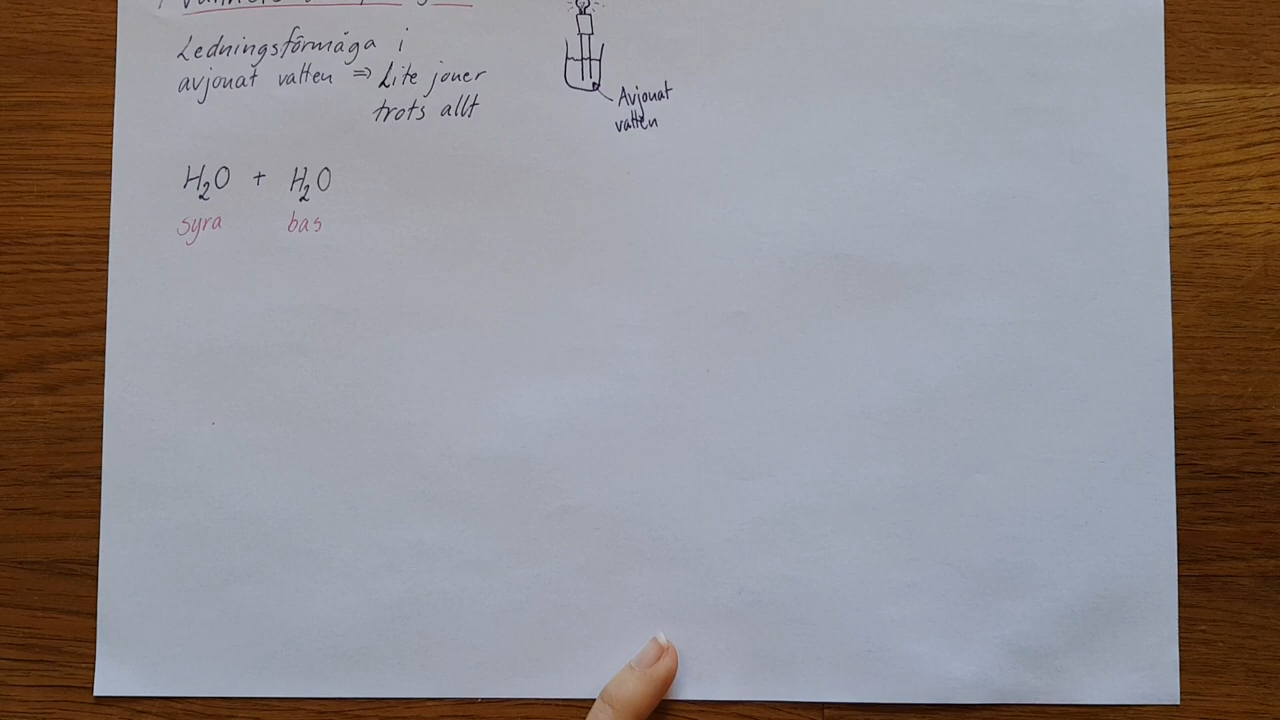 Ledningsförmåga i
avjonat vatten ⇒ Lite joner
trots allt
Avjonat
vatten
H₂O + H₂O
syra bas